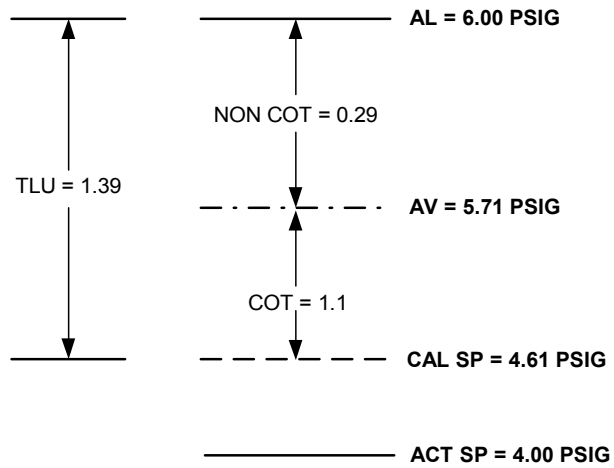 AL = 6.00 PSIG
NON COT = 0.29
TLU = 1.39
AV = 5.71 PSIG
COT = 1.1
CAL SP = 4.61 PSIG
ACT SP = 4.00 PSIG